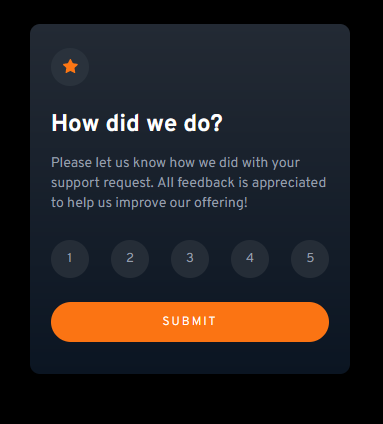 How did we do?
Please let us know how we did with your
support request. All feedback is appreciated
to help us improve our offering!
1 2 3 4 5
SUBMIT